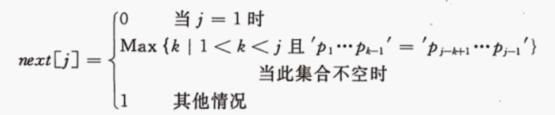 0 当 j = 1 时
next[j] = Max {k | 1 < k < j 且 ′p₁⋯pₖ₋₁′ = ′pⱼ₋ₖ₊₁⋯pⱼ₋₁′}
当此集合不空时
1 其他情况